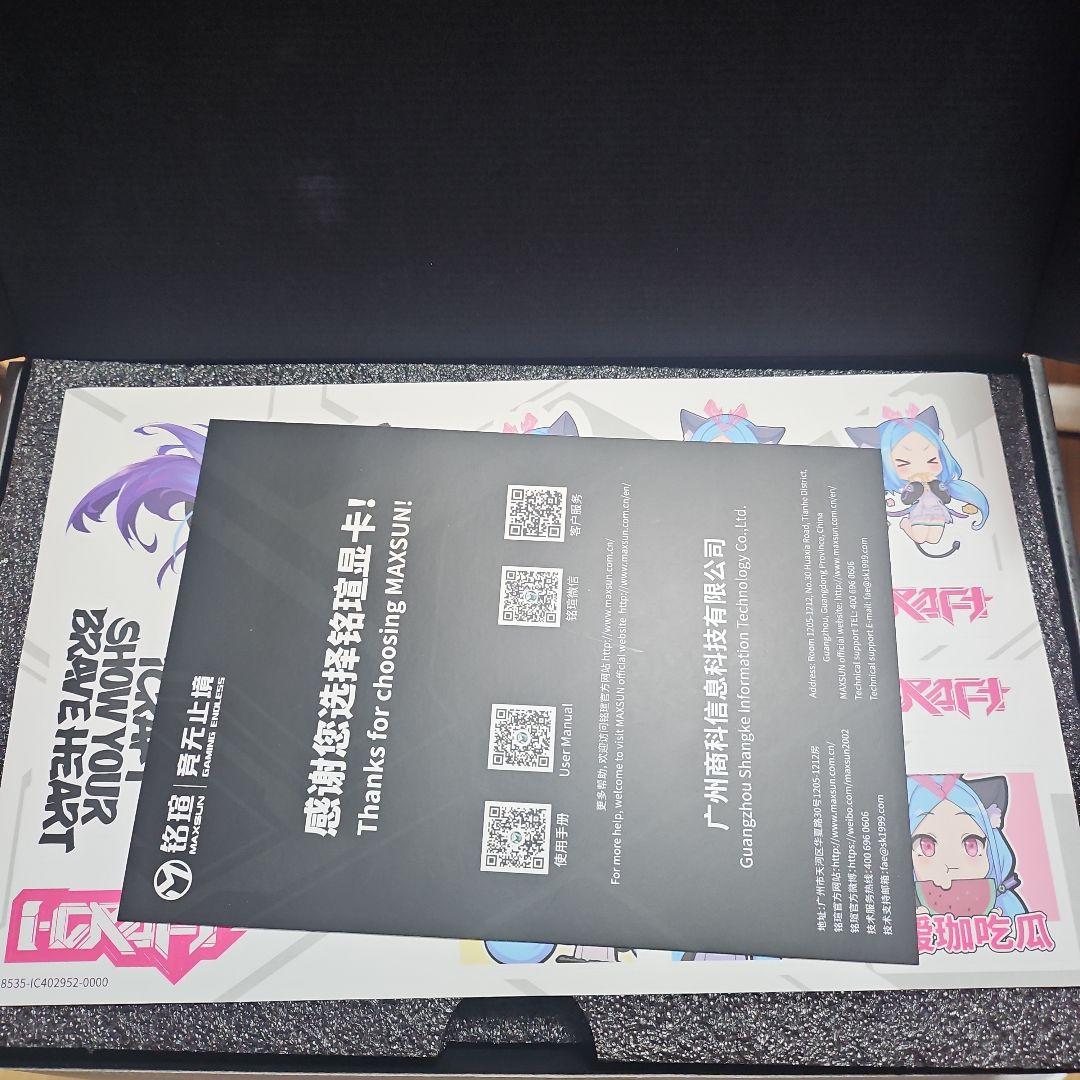 铭瑄 | 竞无止境
MAXSUN | GAMING ENDLESS
感谢您选择铭瑄显卡！
Thanks for choosing MAXSUN!
使用手册
User Manual
铭瑄微信
客户服务
更多帮助, 欢迎访问铭瑄官方网站 http://www.maxsun.com.cn/
For more help, welcome to visit MAXSUN official website http://www.maxsun.com.cn/en/
广州商科信息科技有限公司
Guangzhou Shangke Information Technology Co.,Ltd.
地址:广州市天河区华夏路30号1205-1212房
铭瑄官方网站:http://www.maxsun.com.cn/
铭瑄官方微博:https://weibo.com/maxsun2002
技术服务热线:400 696 0606
技术支持邮箱:fae@sk1999.com
Address: Room 1205-1212, No.30 Huaxia Road, Tianhe District,
Guangzhou, Guangdong Province, China
MAXSUN official website: http://www.maxsun.com.cn/en/
Technical support TEL: 400 696 0606
Technical support E-mail: fae@sk1999.com
SHOW YOUR
BRAVE HEART
珈吃瓜
8535-IC402952-0000